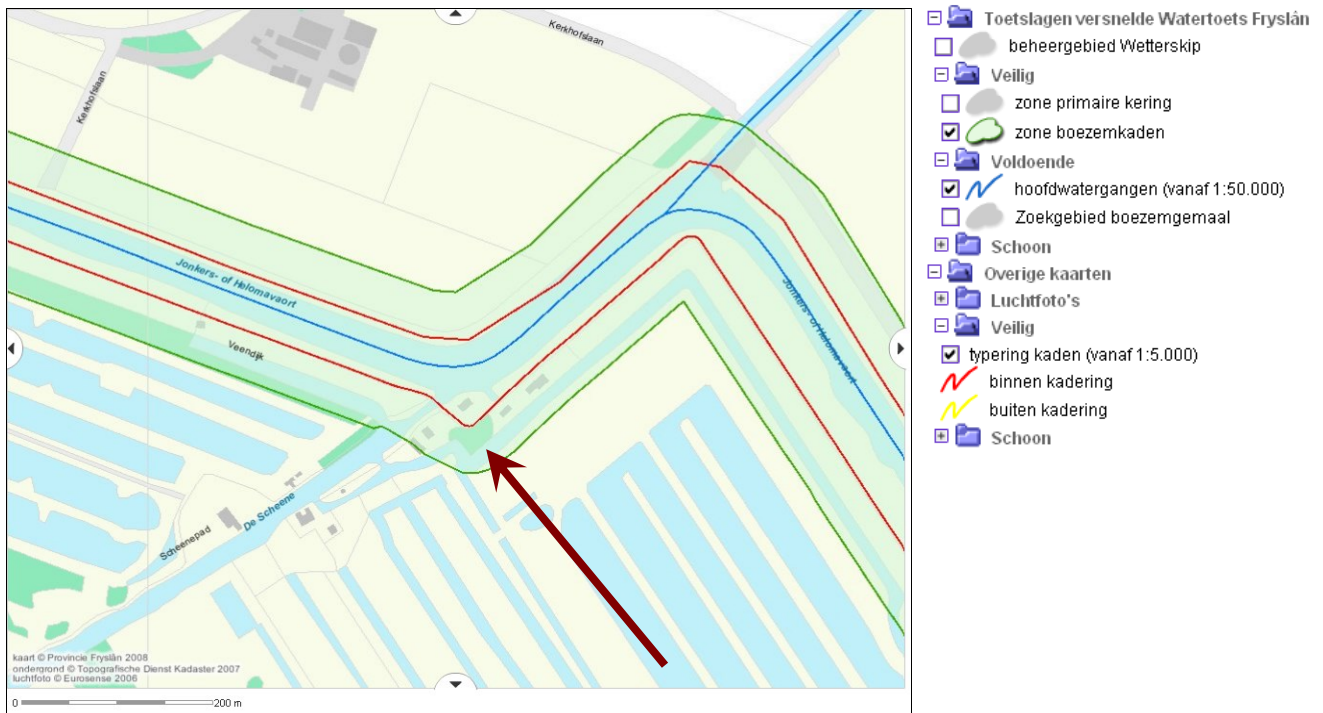 Kerkhofslaan
Kerkhofslaan
Jonkers- of Helomavaort
Jonkers- of Helomavaort
Veendijk
De Scheene
Scheenepad
kaart © Provincie Fryslân 2008
ondergrond © Topografische Dienst Kadaster 2007
luchtfoto © Eurosense 2006
0 200 m
Toetslagen versnelde Watertoets Fryslân
beheergebied Wetterskip
Veilig
zone primaire kering
zone boezemkaden
Voldoende
hoofdwatergangen (vanaf 1:50.000)
Zoekgebied boezemgemaal
Schoon
Overige kaarten
Luchtfoto's
Veilig
typering kaden (vanaf 1:5.000)
binnen kadering
buiten kadering
Schoon